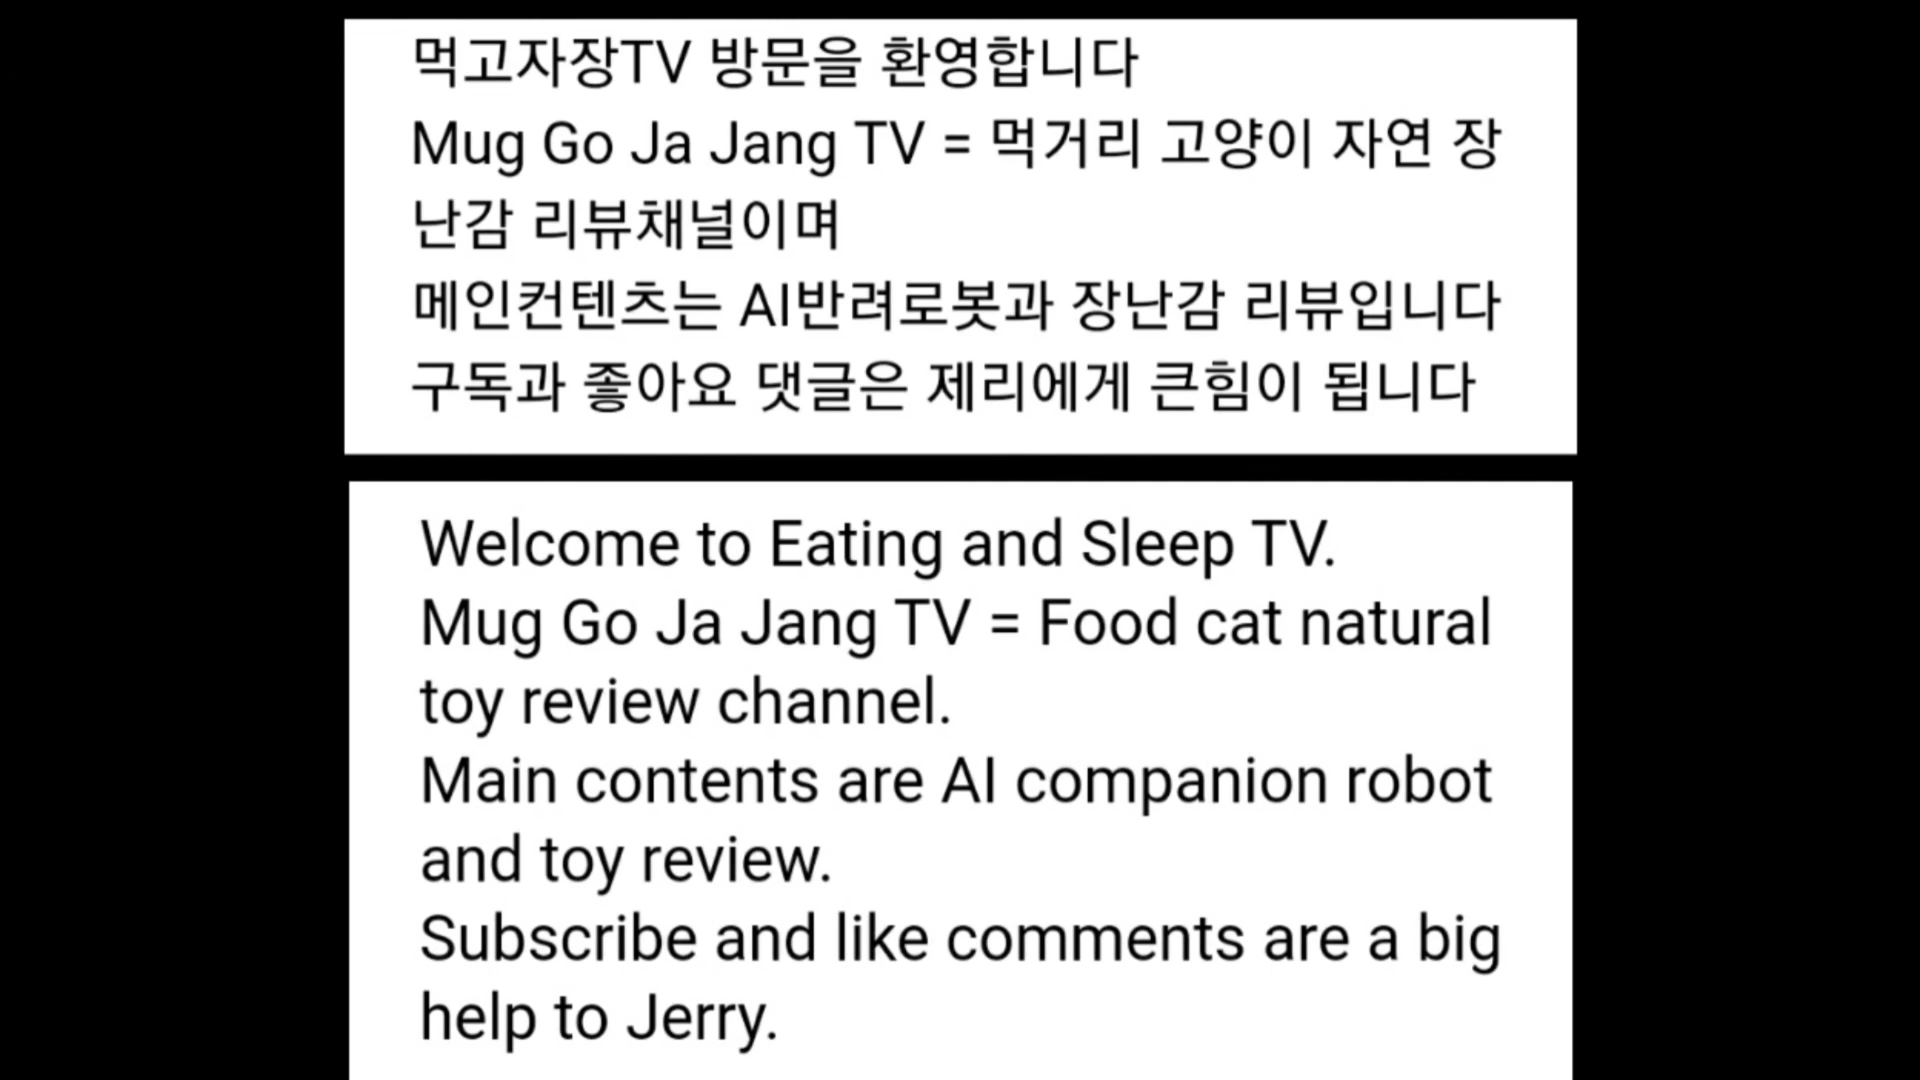 먹고자장TV 방문을 환영합니다
Mug Go Ja Jang TV = 먹거리 고양이 자연 장
난감 리뷰채널이며
메인컨텐츠는 AI반려로봇과 장난감 리뷰입니다
구독과 좋아요 댓글은 제리에게 큰힘이 됩니다
Welcome to Eating and Sleep TV.
Mug Go Ja Jang TV = Food cat natural
toy review channel.
Main contents are AI companion robot
and toy review.
Subscribe and like comments are a big
help to Jerry.